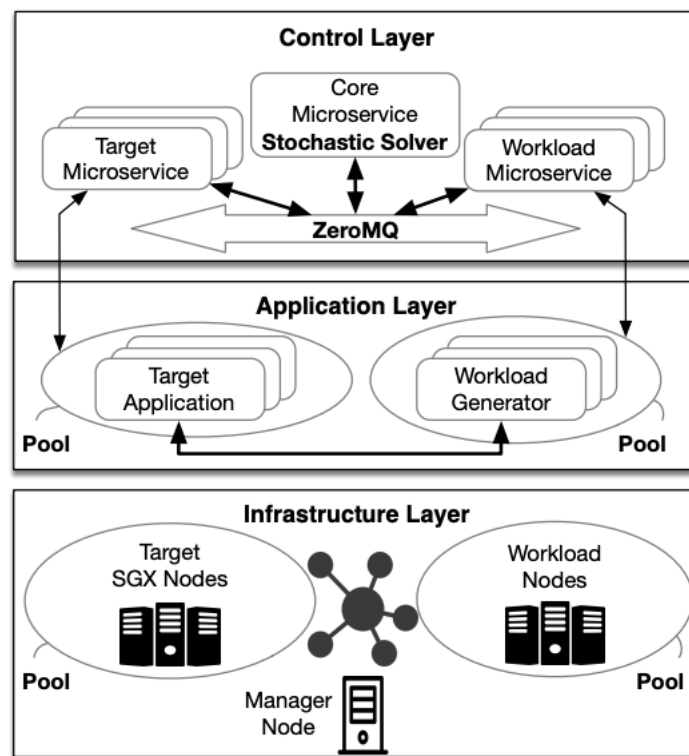 Control Layer
Core
Microservice
Stochastic Solver
Target
Microservice
Workload
Microservice
ZeroMQ
Application Layer
Target
Application
Workload
Generator
Pool
Pool
Infrastructure Layer
Target
SGX Nodes
Workload
Nodes
Pool
Pool
Manager
Node